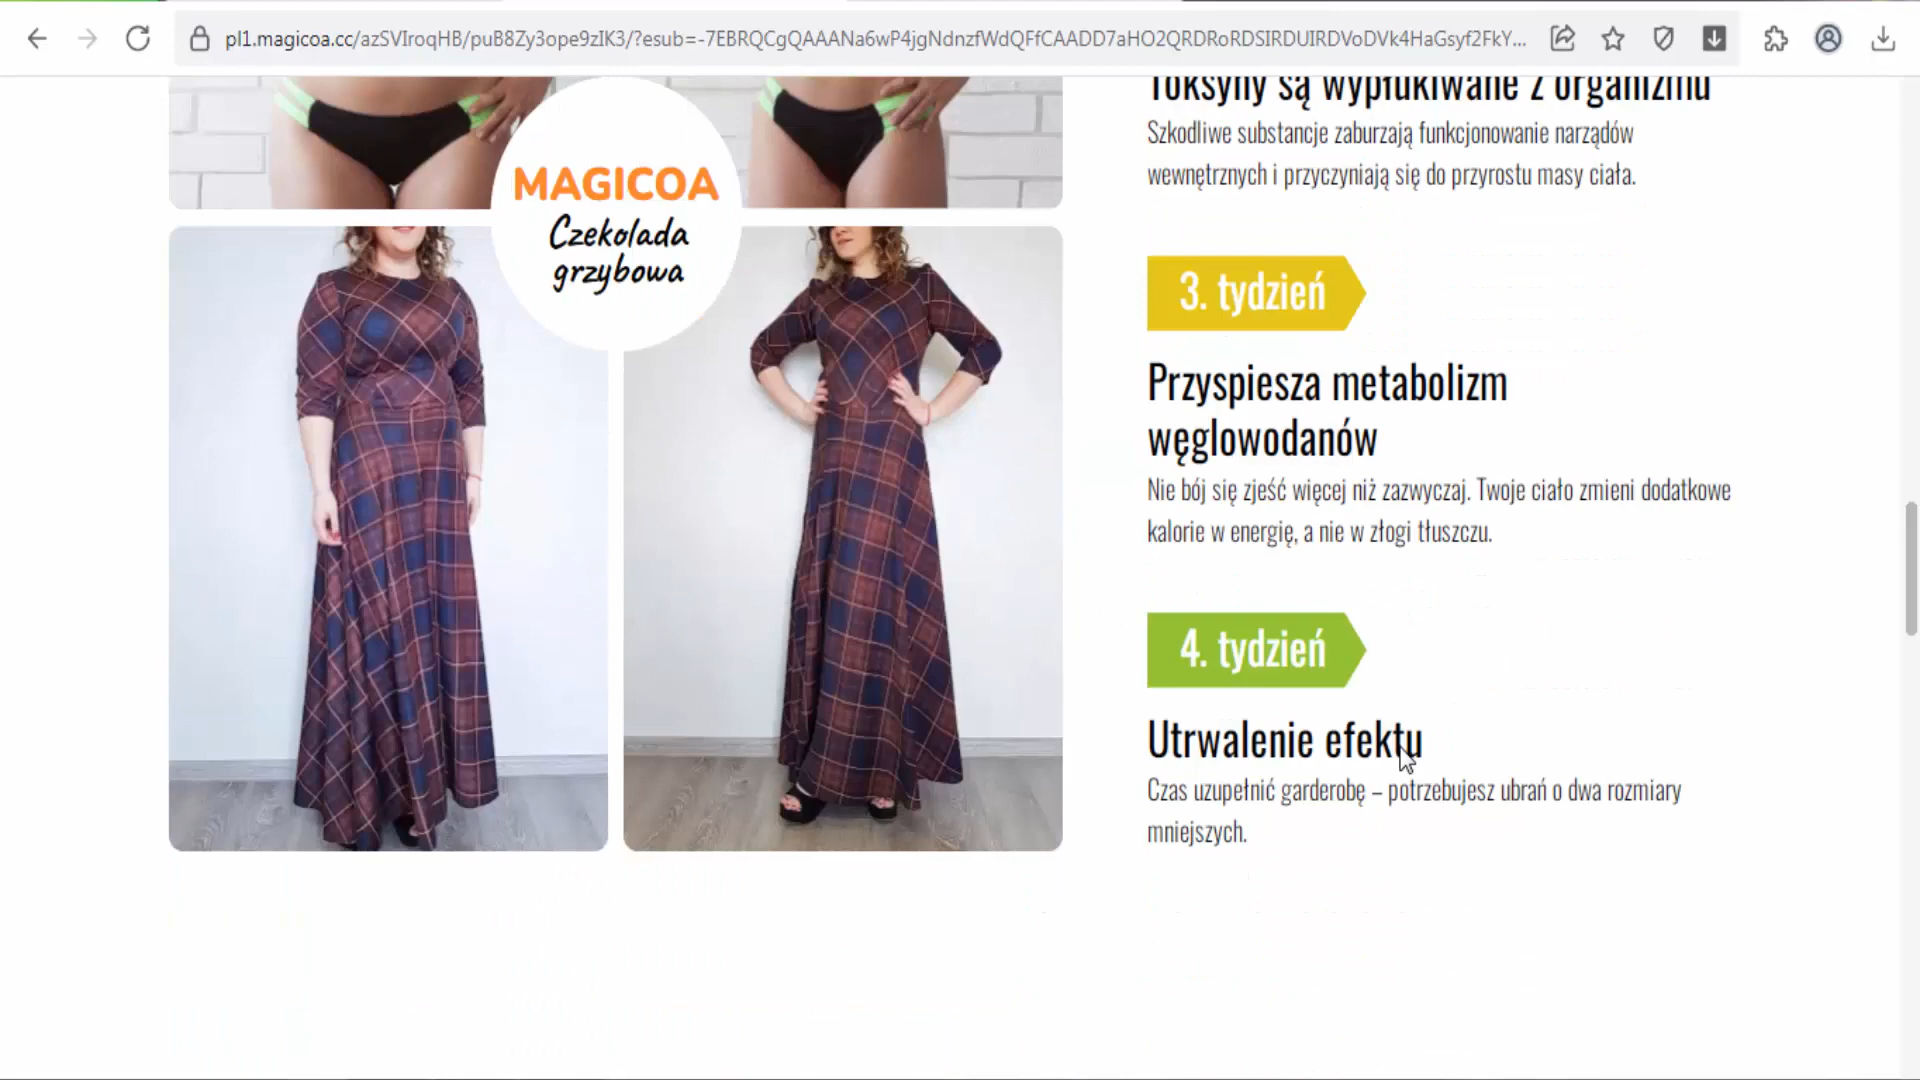 pl1.magicoa.cc/azSVIroqHB/puB8Zy3ope9zIK3/?esub=-7EBRQCgQAAANa6wP4jgNdnzfWdQFfCAADD7aHO2QRDRoRDSIRDUIRDVoDVk4HaGsyf2FkY...
Toksyny są wypłukiwane z organizmu
Szkodliwe substancje zaburzają funkcjonowanie narządów
wewnętrznych i przyczyniają się do przyrostu masy ciała.
MAGICOA
Czekolada
grzybowa
3. tydzień
Przyspiesza metabolizm
węglowodanów
Nie bój się zjeść więcej niż zazwyczaj. Twoje ciało zmieni dodatkowe
kalorie w energię, a nie w złogi tłuszczu.
4. tydzień
Utrwalenie efektu
Czas uzupełnić garderobę – potrzebujesz ubrań o dwa rozmiary
mniejszych.